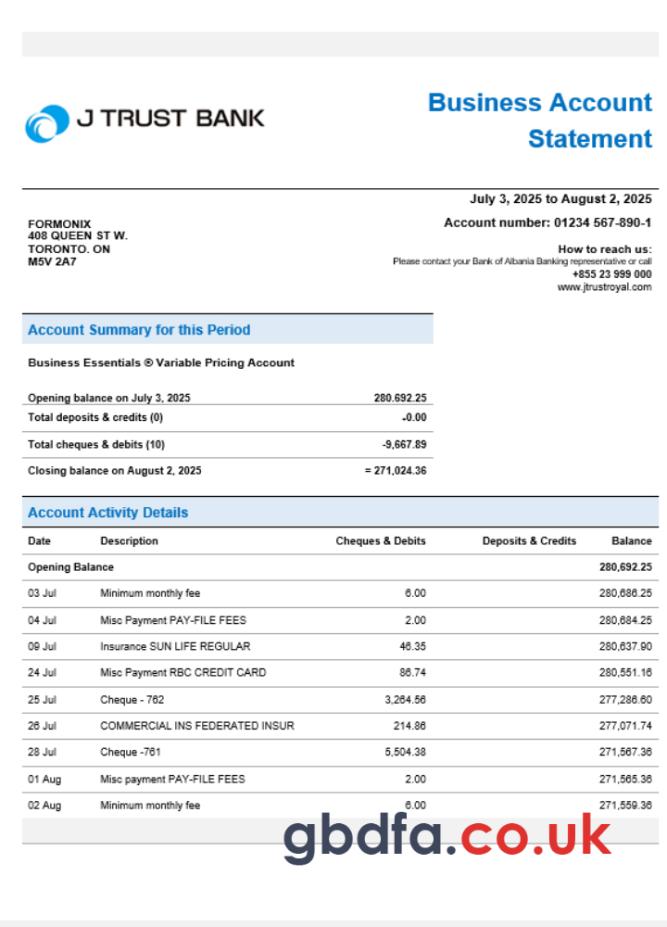 J TRUST BANK
Business Account
Statement
July 3, 2025 to August 2, 2025
Account number: 01234 567-890-1
FORMONIX
408 QUEEN ST W.
TORONTO. ON
M5V 2A7
How to reach us:
Please contact your Bank of Albania Banking representative or call
+855 23 999 000
www.jtrustroyal.com
Account Summary for this Period
Business Essentials ® Variable Pricing Account
Opening balance on July 3, 2025 280.692.25
Total deposits & credits (0) -0.00
Total cheques & debits (10) -9,667.89
Closing balance on August 2, 2025 = 271,024.36
Account Activity Details
Date Description Cheques & Debits Deposits & Credits Balance
Opening Balance 280,692.25
03 Jul Minimum monthly fee 6.00 280,686.25
04 Jul Misc Payment PAY-FILE FEES 2.00 280,684.25
09 Jul Insurance SUN LIFE REGULAR 46.35 280,637.90
24 Jul Misc Payment RBC CREDIT CARD 86.74 280,551.16
25 Jul Cheque - 762 3,264.56 277,286.60
26 Jul COMMERCIAL INS FEDERATED INSUR 214.86 277,071.74
28 Jul Cheque -761 5,504.38 271,567.36
01 Aug Misc payment PAY-FILE FEES 2.00 271,565.36
02 Aug Minimum monthly fee 6.00 271,559.36
gbdfa.co.uk